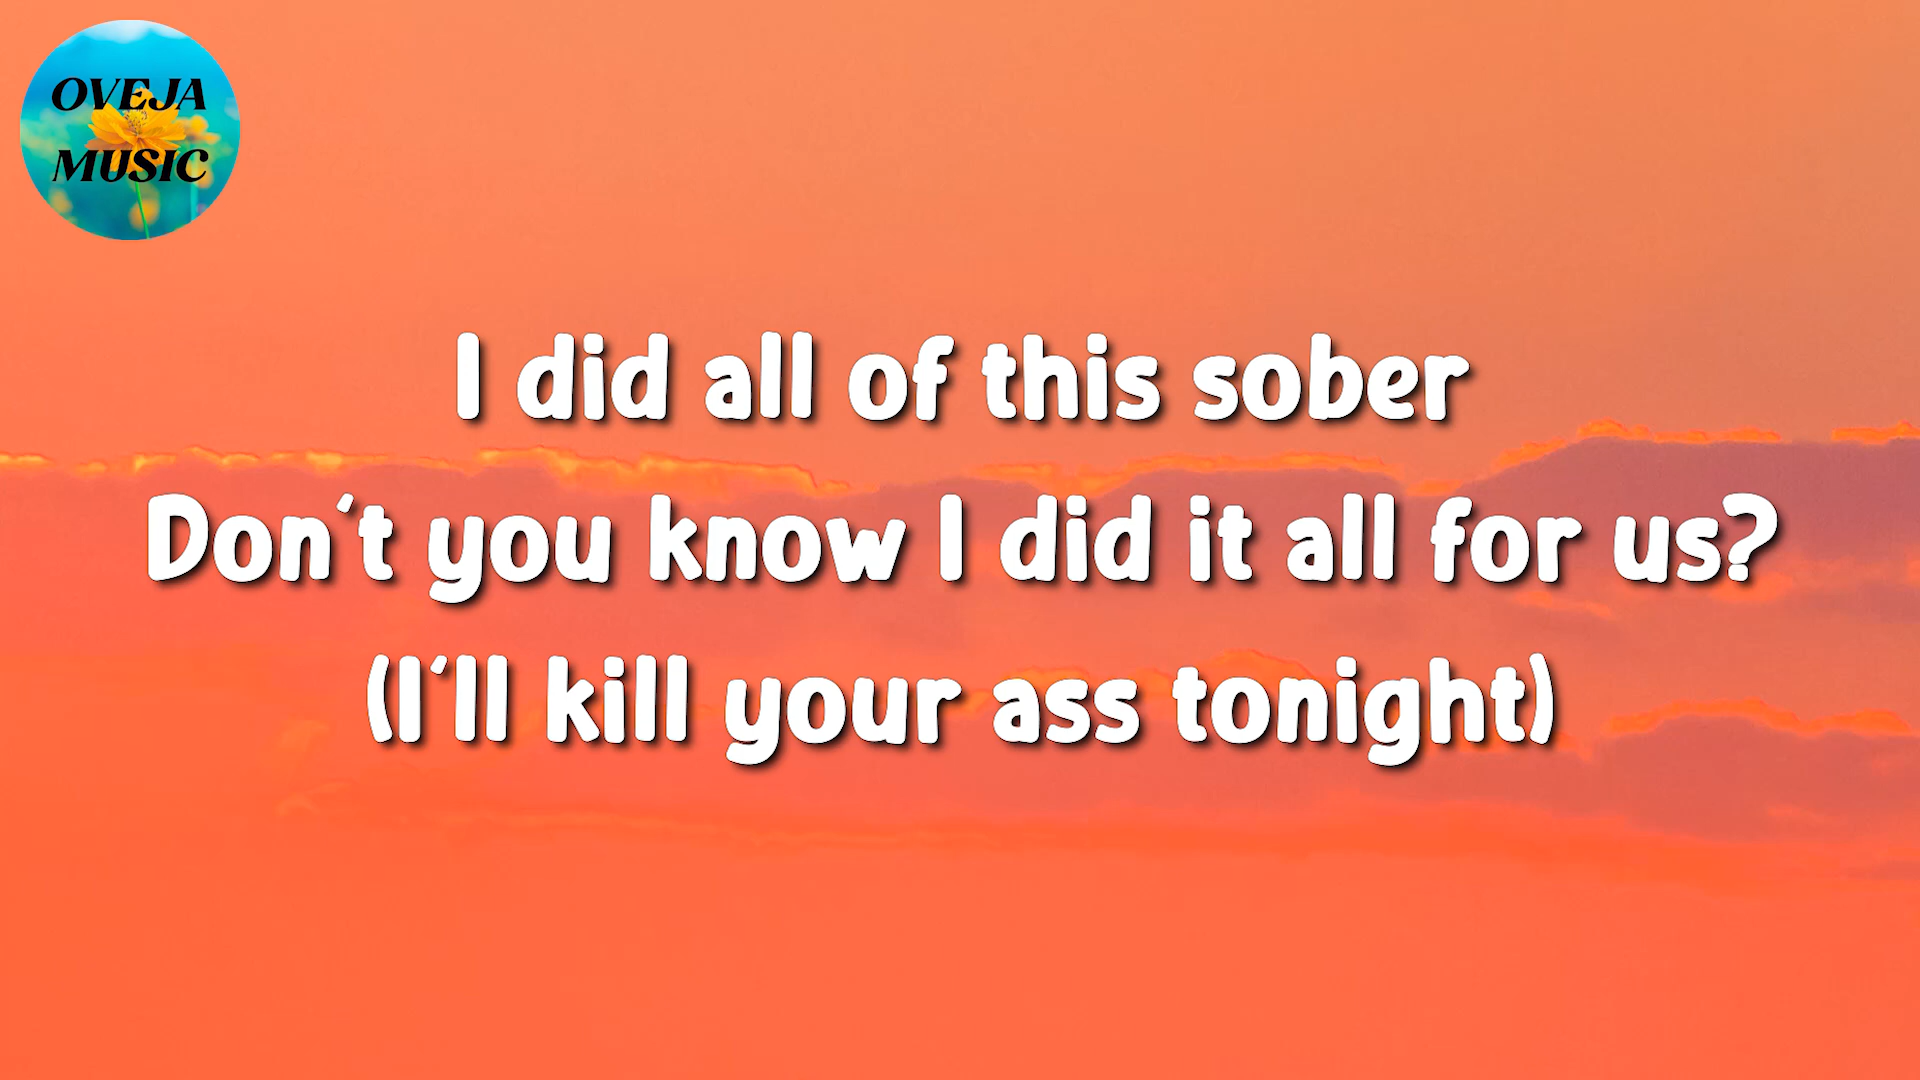 OVEJA
MUSIC
I did all of this sober
Don't you know I did it all for us?
(I'll kill your ass tonight)